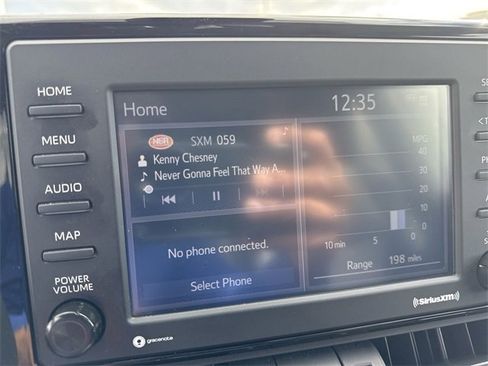 HOME
MENU
AUDIO
MAP
POWER
VOLUME
gracenote
Home
12:35
SXM 059
Kenny Chesney
Never Gonna Feel That Way A...
No phone connected.
Select Phone
MPG
40
30
20
10
0
10 min 5 0
Range 198 miles
SiriusXM